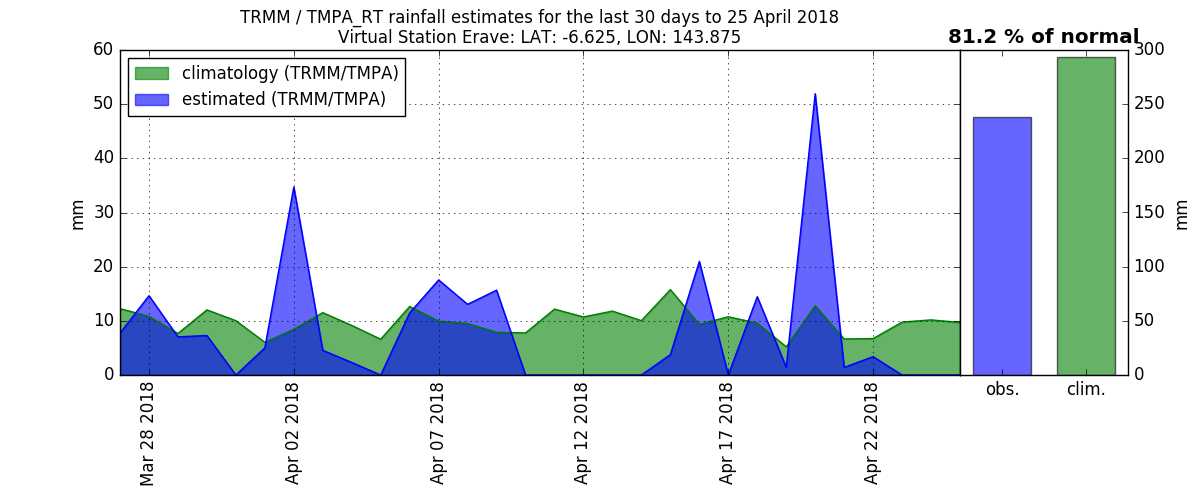 TRMM / TMPA_RT rainfall estimates for the last 30 days to 25 April 2018
Virtual Station Erave: LAT: -6.625, LON: 143.875
81.2 % of normal
climatology (TRMM/TMPA)
estimated (TRMM/TMPA)
60
50
40
30
20
10
0
mm
Mar 28 2018
Apr 02 2018
Apr 07 2018
Apr 12 2018
Apr 17 2018
Apr 22 2018
300
250
200
150
100
50
0
mm
obs.
clim.